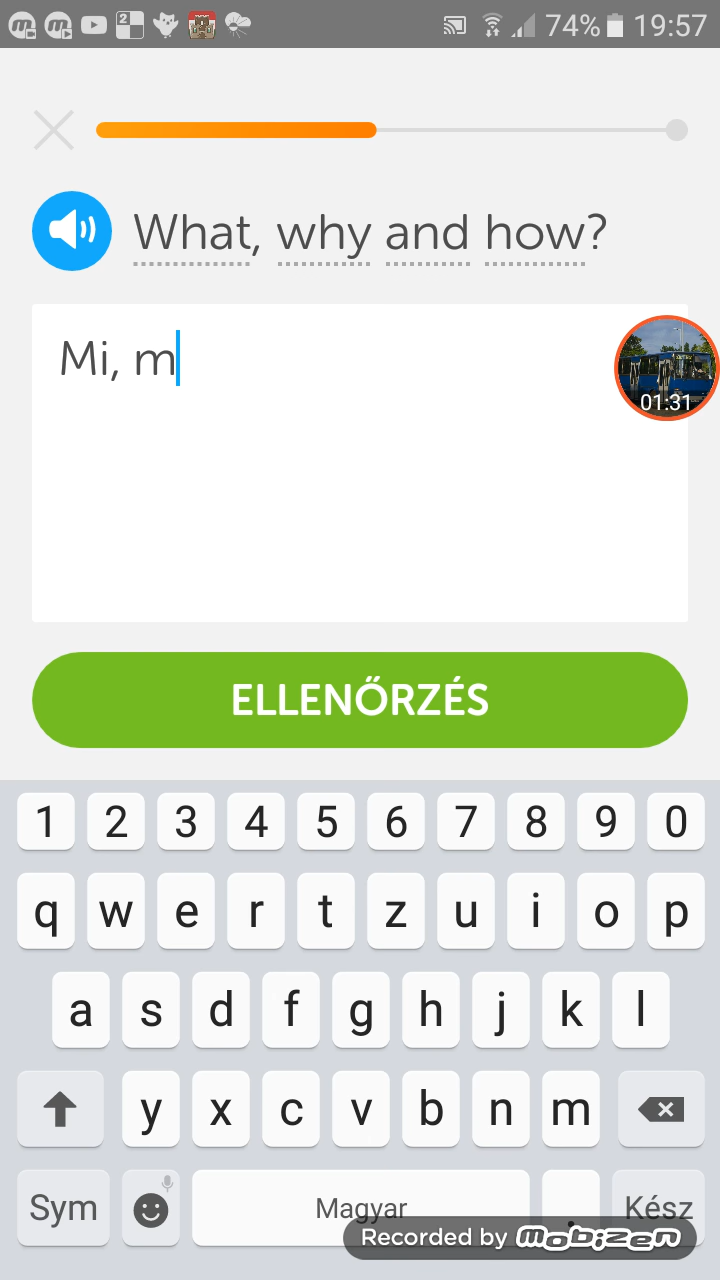 2 74% 19:57
What, why and how?
Mi, m
01:31
ELLENŐRZÉS
1 2 3 4 5 6 7 8 9 0
q w e r t z u i o p
a s d f g h j k l
y x c v b n m
Sym Magyar . Kész
Recorded by mobizen